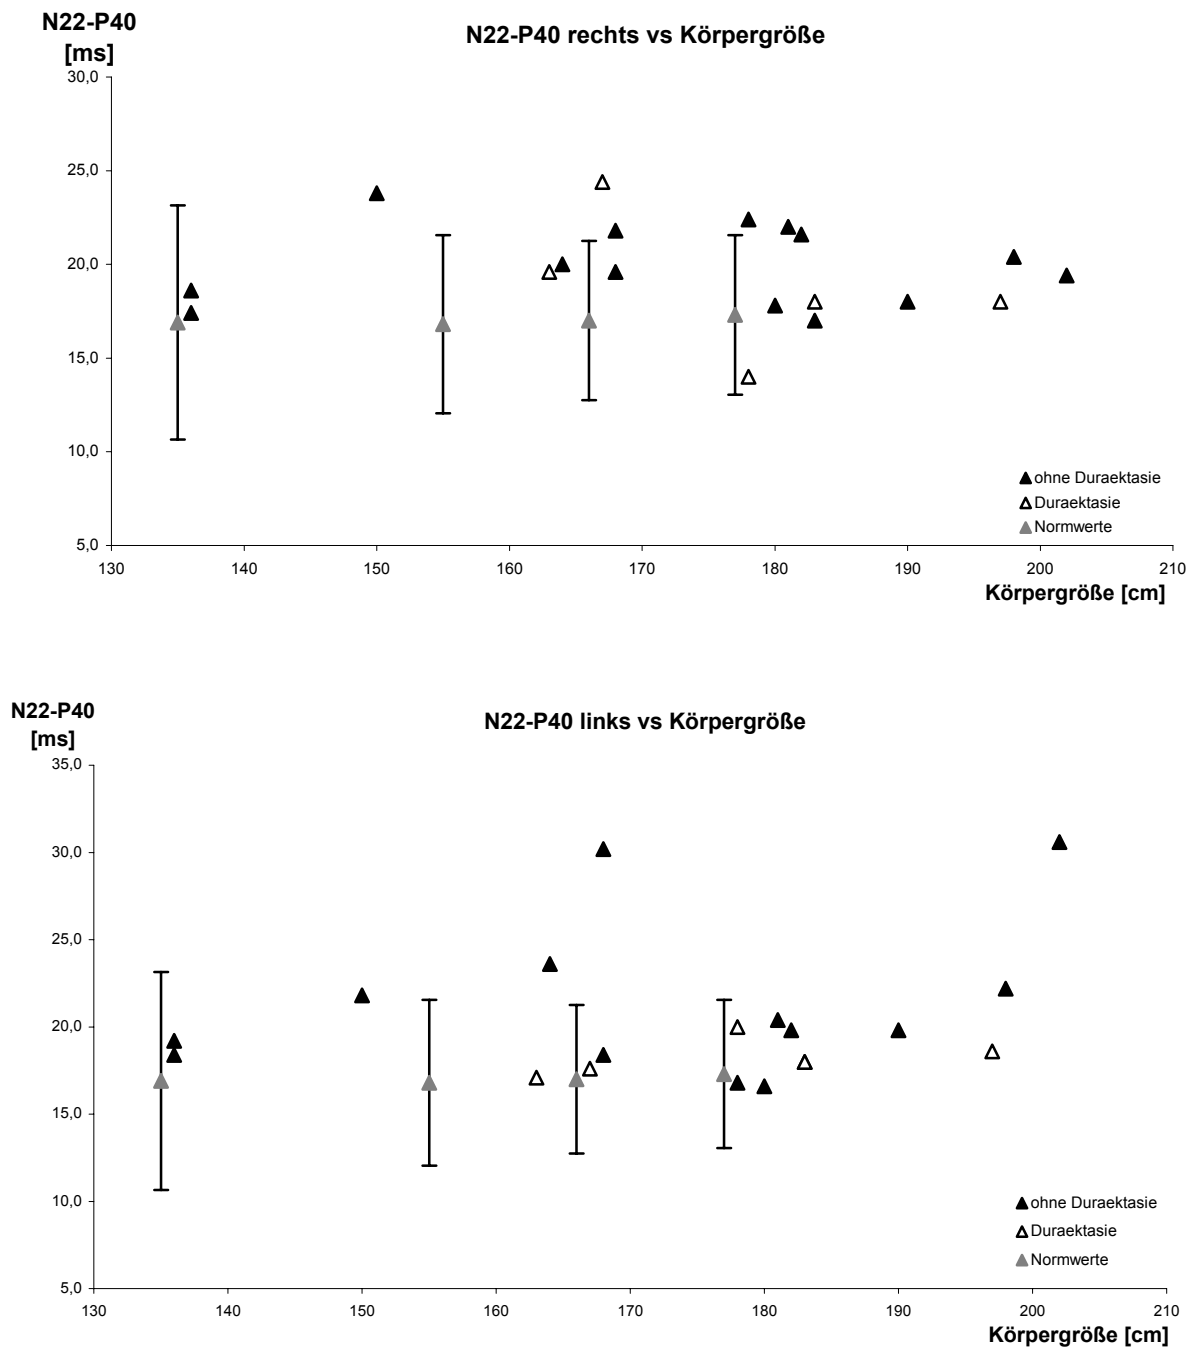 N22-P40
[ms]
N22-P40 rechts vs Körpergröße
30,0
25,0
20,0
15,0
10,0
5,0
130 140 150 160 170 180 190 200 210
Körpergröße [cm]
ohne Duraektasie
Duraektasie
Normwerte
N22-P40
[ms]
N22-P40 links vs Körpergröße
35,0
30,0
25,0
20,0
15,0
10,0
5,0
130 140 150 160 170 180 190 200 210
Körpergröße [cm]
ohne Duraektasie
Duraektasie
Normwerte